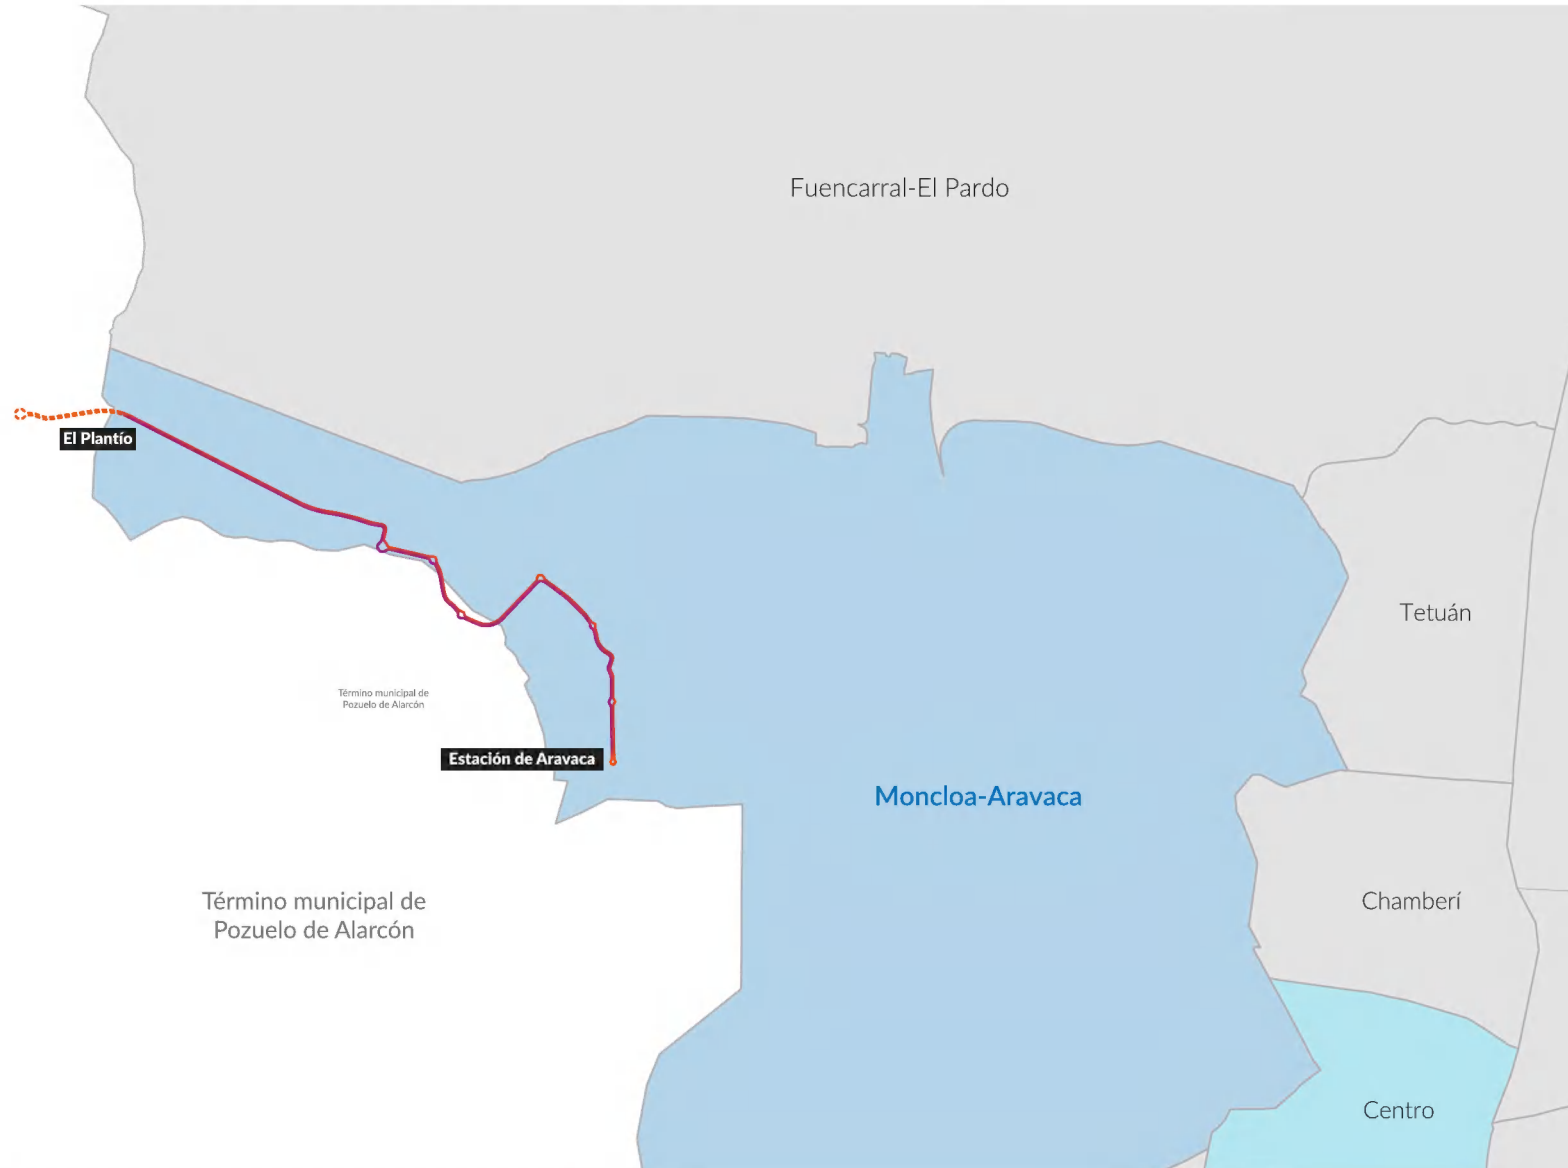 Fuencarral-El Pardo
El Plantío
Tetuán
Término municipal de
Pozuelo de Alarcón
Estación de Aravaca
Moncloa-Aravaca
Término municipal de
Pozuelo de Alarcón
Chamberí
Centro